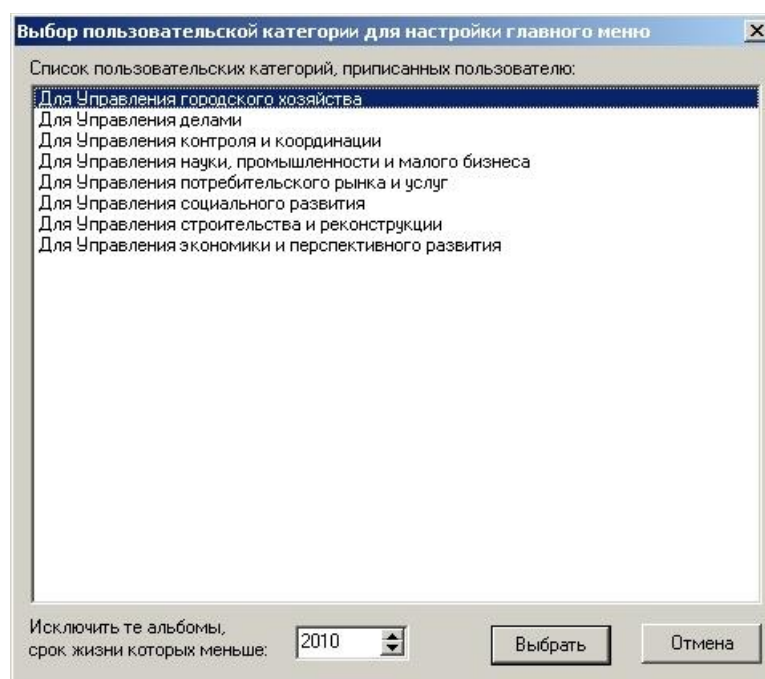 Выбор пользовательской категории для настройки главного меню
Список пользовательских категорий, приписанных пользователю:
Для Управления городского хозяйства
Для Управления делами
Для Управления контроля и координации
Для Управления науки, промышленности и малого бизнеса
Для Управления потребительского рынка и услуг
Для Управления социального развития
Для Управления строительства и реконструкции
Для Управления экономики и перспективного развития
Исключить те альбомы,
срок жизни которых меньше:
2010
Выбрать
Отмена